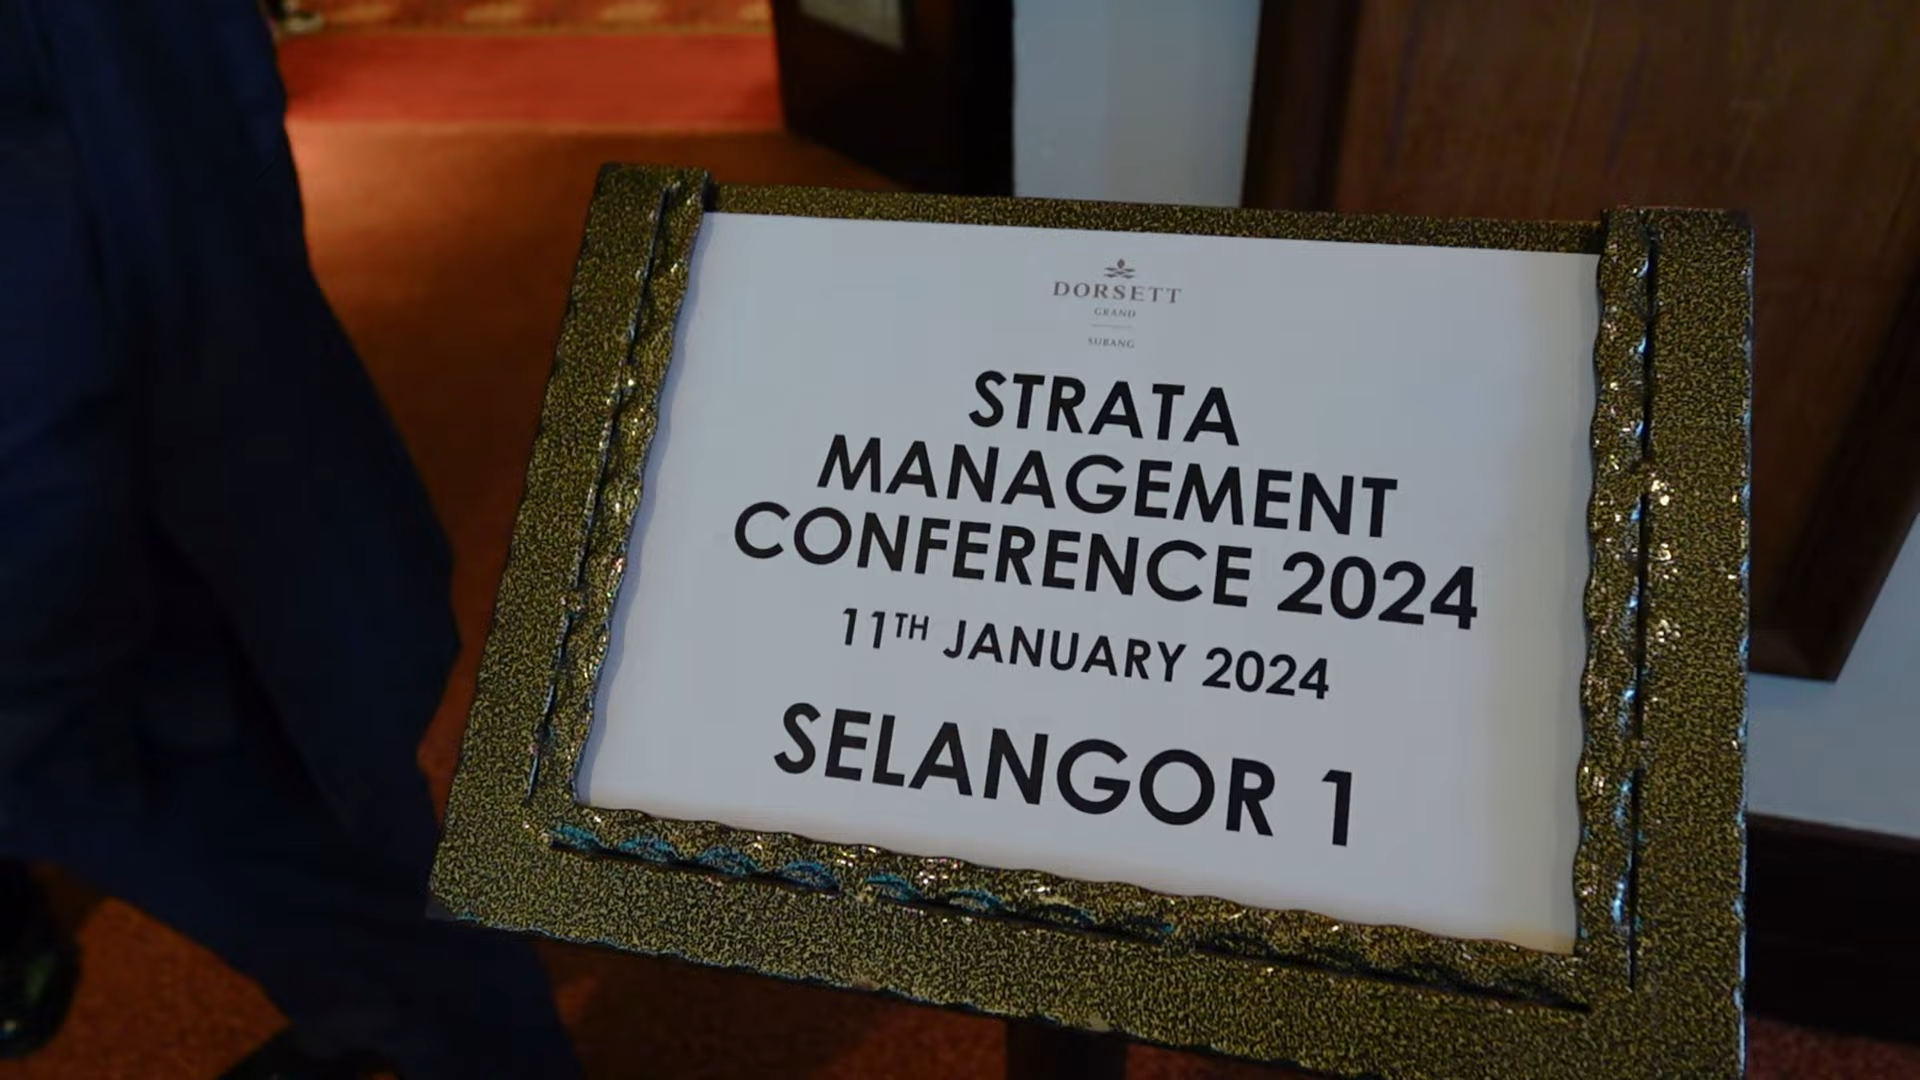 DORSETT
GRAND
SUBANG
STRATA
MANAGEMENT
CONFERENCE 2024
11TH JANUARY 2024
SELANGOR 1